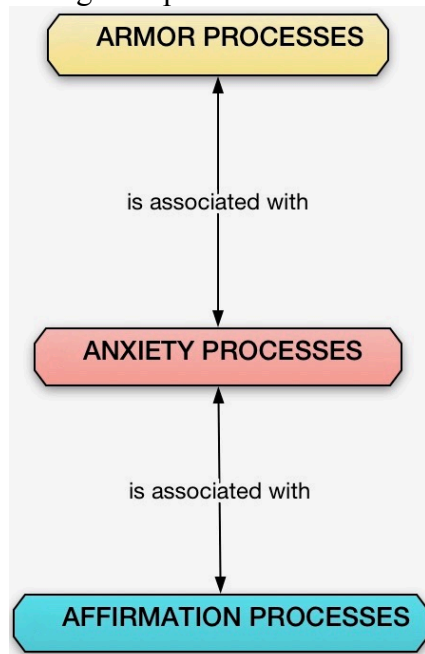 ARMOR PROCESSES
is associated with
ANXIETY PROCESSES
is associated with
AFFIRMATION PROCESSES